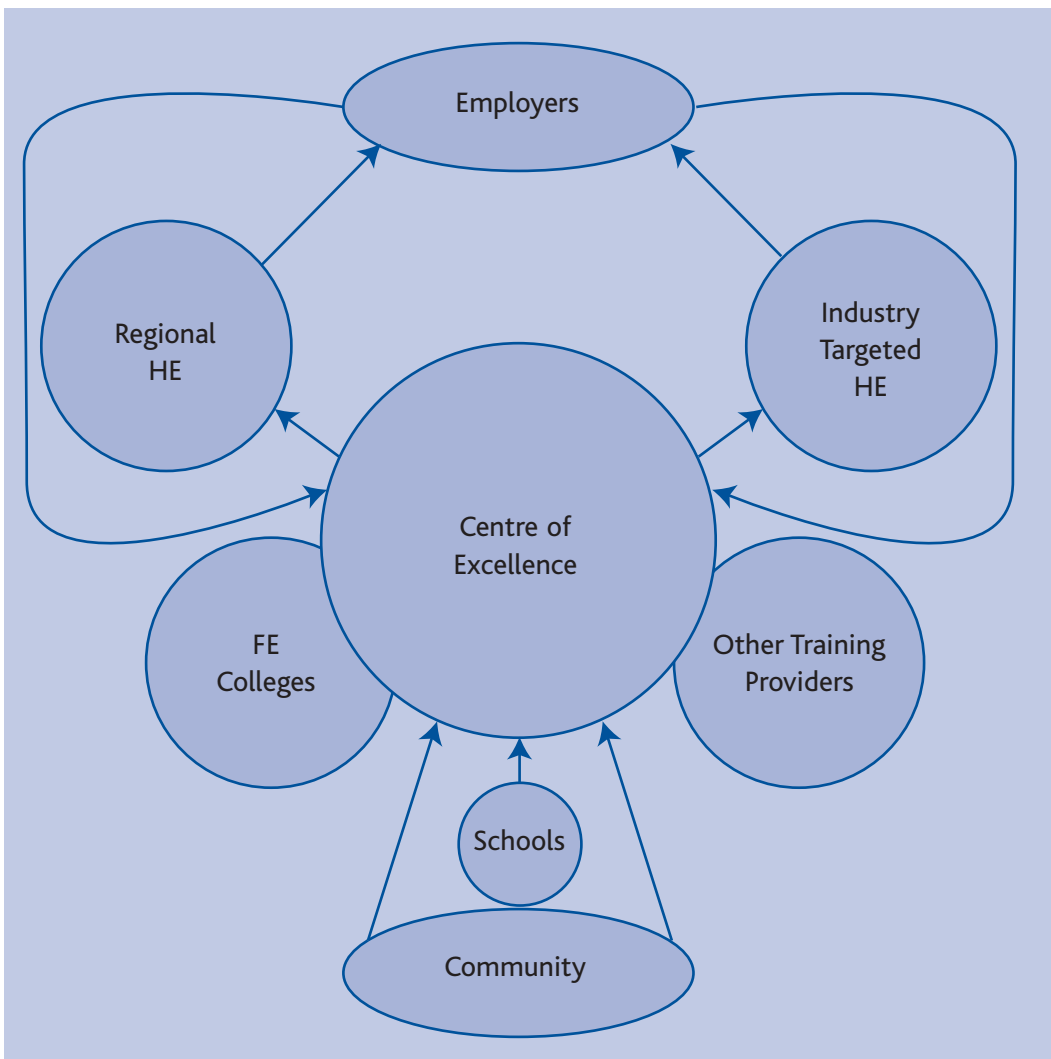 Employers
Regional
HE
Industry
Targeted
HE
Centre of
Excellence
FE
Colleges
Other Training
Providers
Schools
Community